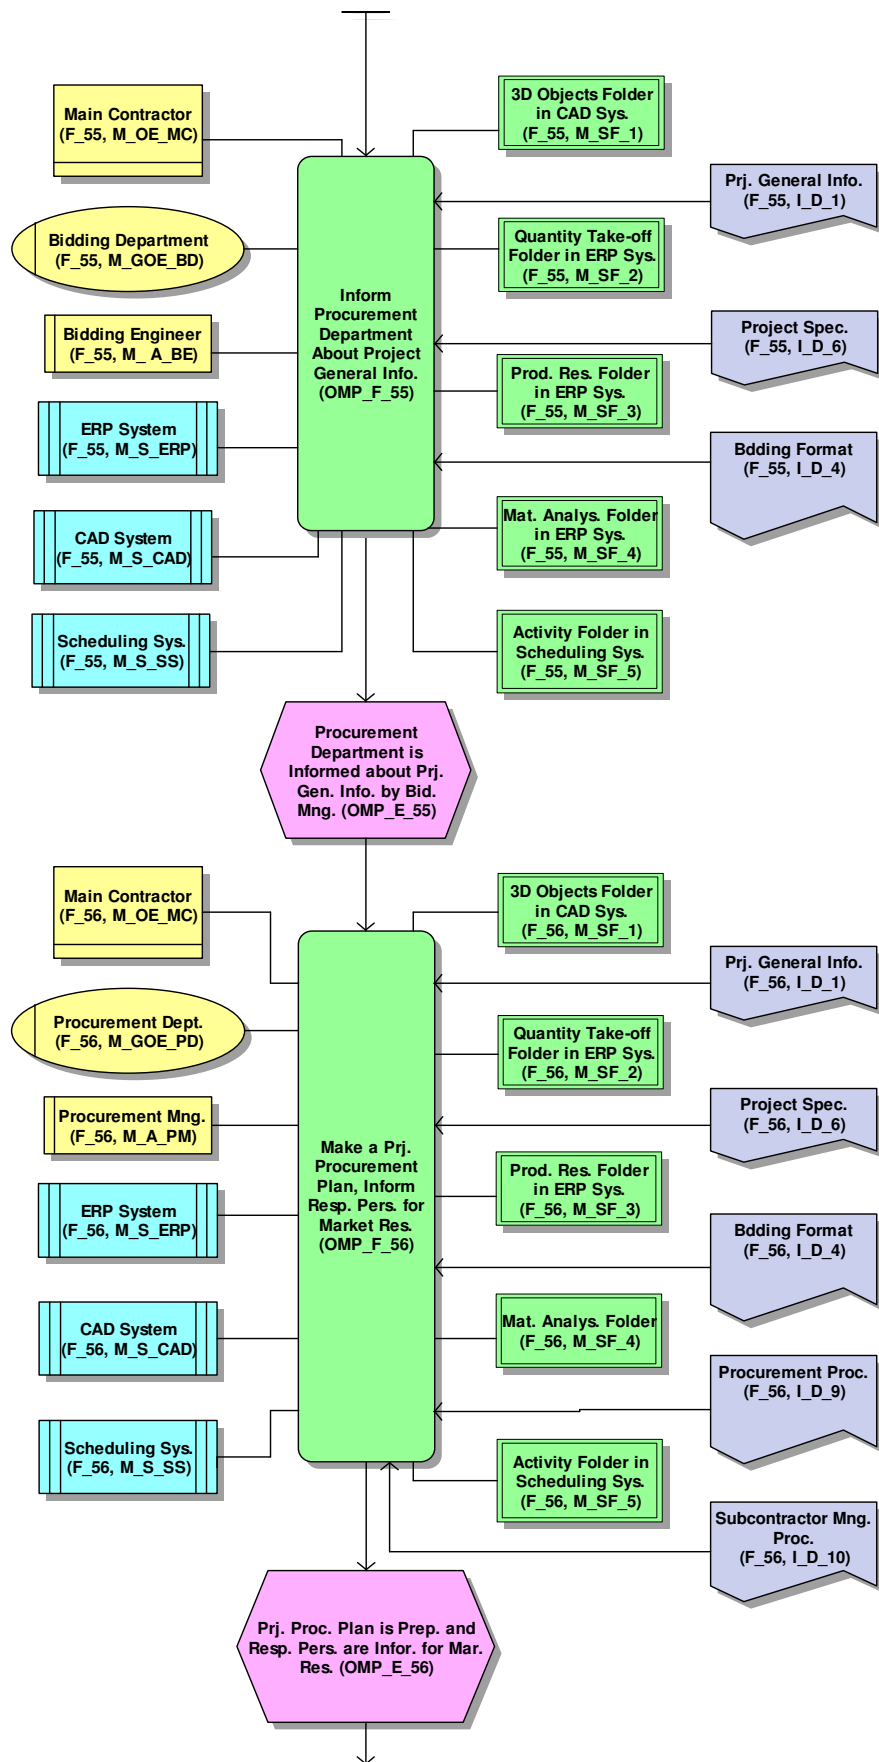 Main Contractor
(F_55, M_OE_MC)
3D Objects Folder
in CAD Sys.
(F_55, M_SF_1)
Prj. General Info.
(F_55, I_D_1)
Bidding Department
(F_55, M_GOE_BD)
Quantity Take-off
Folder in ERP Sys.
(F_55, M_SF_2)
Inform
Procurement
Department
About Project
General Info.
(OMP_F_55)
Bidding Engineer
(F_55, M_ A_BE)
Project Spec.
(F_55, I_D_6)
Prod. Res. Folder
in ERP Sys.
(F_55, M_SF_3)
ERP System
(F_55, M_S_ERP)
Bdding Format
(F_55, I_D_4)
CAD System
(F_55, M_S_CAD)
Mat. Analys. Folder
in ERP Sys.
(F_55, M_SF_4)
Scheduling Sys.
(F_55, M_S_SS)
Activity Folder in
Scheduling Sys.
(F_55, M_SF_5)
Procurement
Department is
Informed about Prj.
Gen. Info. by Bid.
Mng. (OMP_E_55)
Main Contractor
(F_56, M_OE_MC)
3D Objects Folder
in CAD Sys.
(F_56, M_SF_1)
Prj. General Info.
(F_56, I_D_1)
Procurement Dept.
(F_56, M_GOE_PD)
Quantity Take-off
Folder in ERP Sys.
(F_56, M_SF_2)
Procurement Mng.
(F_56, M_A_PM)
Project Spec.
(F_56, I_D_6)
Make a Prj.
Procurement
Plan, Inform
Resp. Pers. for
Market Res.
(OMP_F_56)
Prod. Res. Folder
in ERP Sys.
(F_56, M_SF_3)
ERP System
(F_56, M_S_ERP)
Bdding Format
(F_56, I_D_4)
CAD System
(F_56, M_S_CAD)
Mat. Analys. Folder
(F_56, M_SF_4)
Procurement Proc.
(F_56, I_D_9)
Scheduling Sys.
(F_56, M_S_SS)
Activity Folder in
Scheduling Sys.
(F_56, M_SF_5)
Subcontractor Mng.
Proc.
(F_56, I_D_10)
Prj. Proc. Plan is Prep. and
Resp. Pers. are Infor. for Mar.
Res. (OMP_E_56)